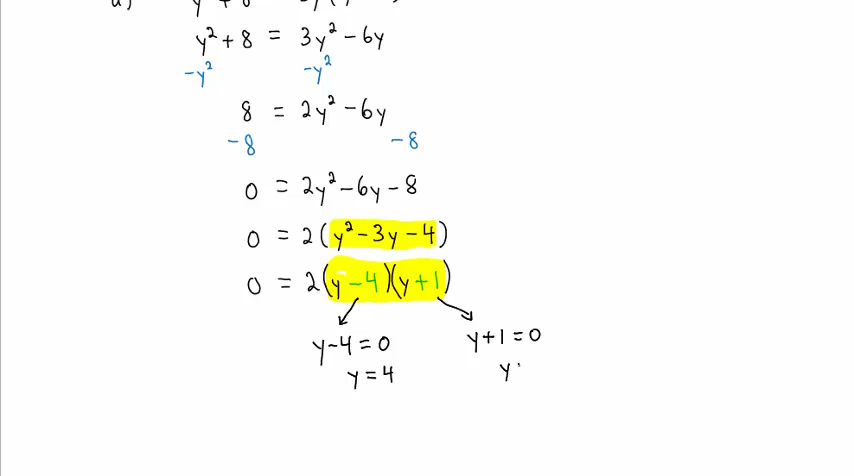 y² + 8 = 3y² - 6y
-y² -y²
8 = 2y² - 6y
-8 -8
0 = 2y² - 6y - 8
0 = 2(y² - 3y - 4)
0 = 2(y - 4)(y + 1)
y - 4 = 0 y + 1 = 0
y = 4 y